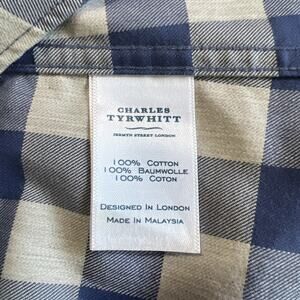 CHARLES
TYRWHITT
JERMYN STREET LONDON
100% COTTON
100% BAUMWOLLE
100% COTON
DESIGNED IN LONDON
MADE IN MALAYSIA